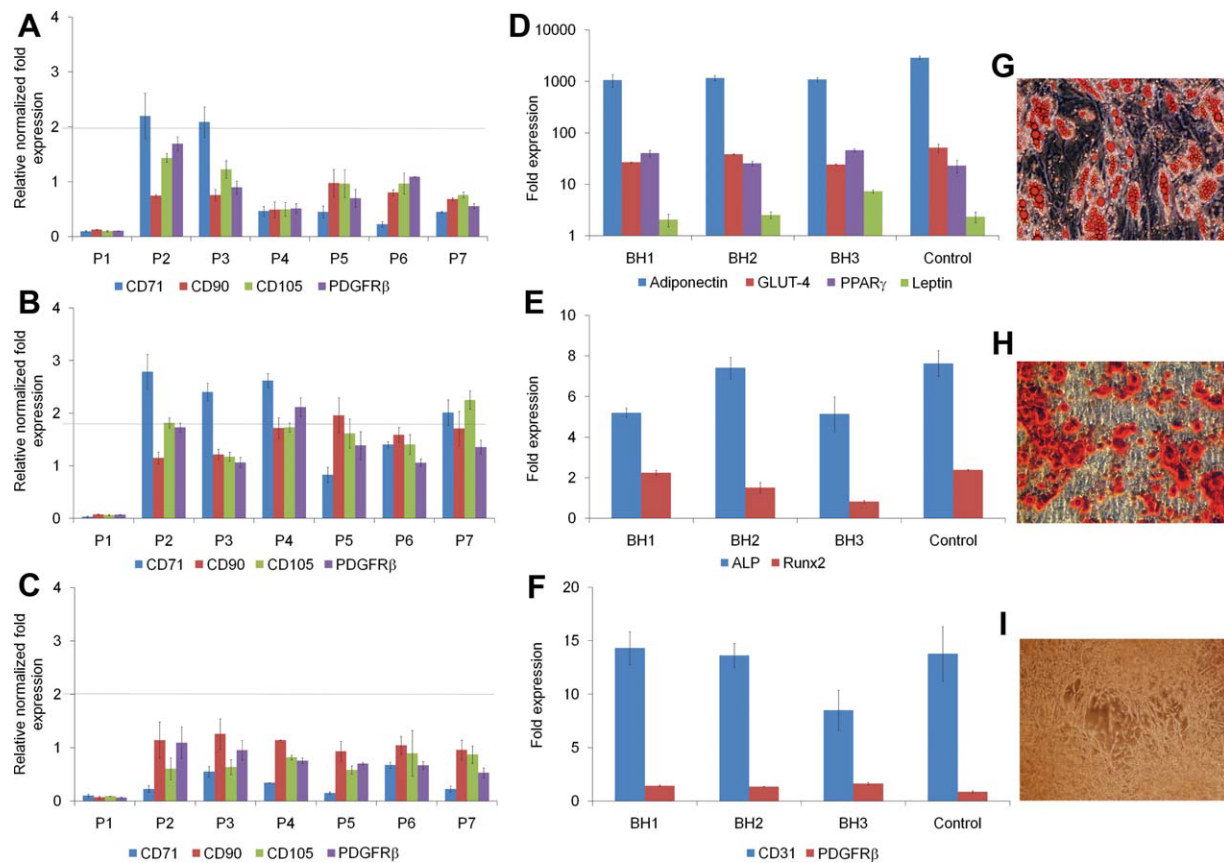 A
Relative normalized fold
expression
4
3
2
1
0
P1 P2 P3 P4 P5 P6 P7
CD71 CD90 CD105 PDGFRβ
B
Relative normalized fold
expression
4
3
2
1
0
P1 P2 P3 P4 P5 P6 P7
CD71 CD90 CD105 PDGFRβ
C
Relative normalized fold
expression
4
3
2
1
0
P1 P2 P3 P4 P5 P6 P7
CD71 CD90 CD105 PDGFRβ
D
Fold expression
10000
1000
100
10
1
BH1 BH2 BH3 Control
Adiponectin GLUT-4 PPARγ Leptin
E
Fold expression
10
8
6
4
2
0
BH1 BH2 BH3 Control
ALP Runx2
F
Fold expression
20
15
10
5
0
BH1 BH2 BH3 Control
CD31 PDGFRβ
G
H
I